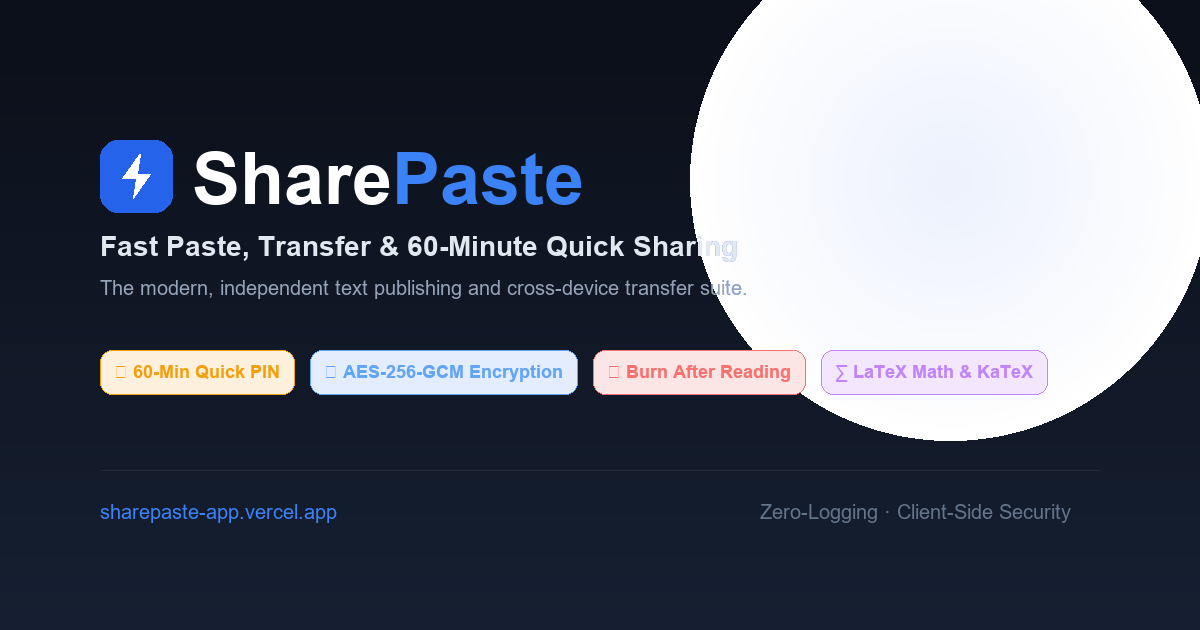 SharePaste
Fast Paste, Transfer & 60-Minute Quick Sharing
The modern, independent text publishing and cross-device transfer suite.
60-Min Quick PIN
AES-256-GCM Encryption
Burn After Reading
∑ LaTeX Math & KaTeX
sharepaste-app.vercel.app
Zero-Logging · Client-Side Security